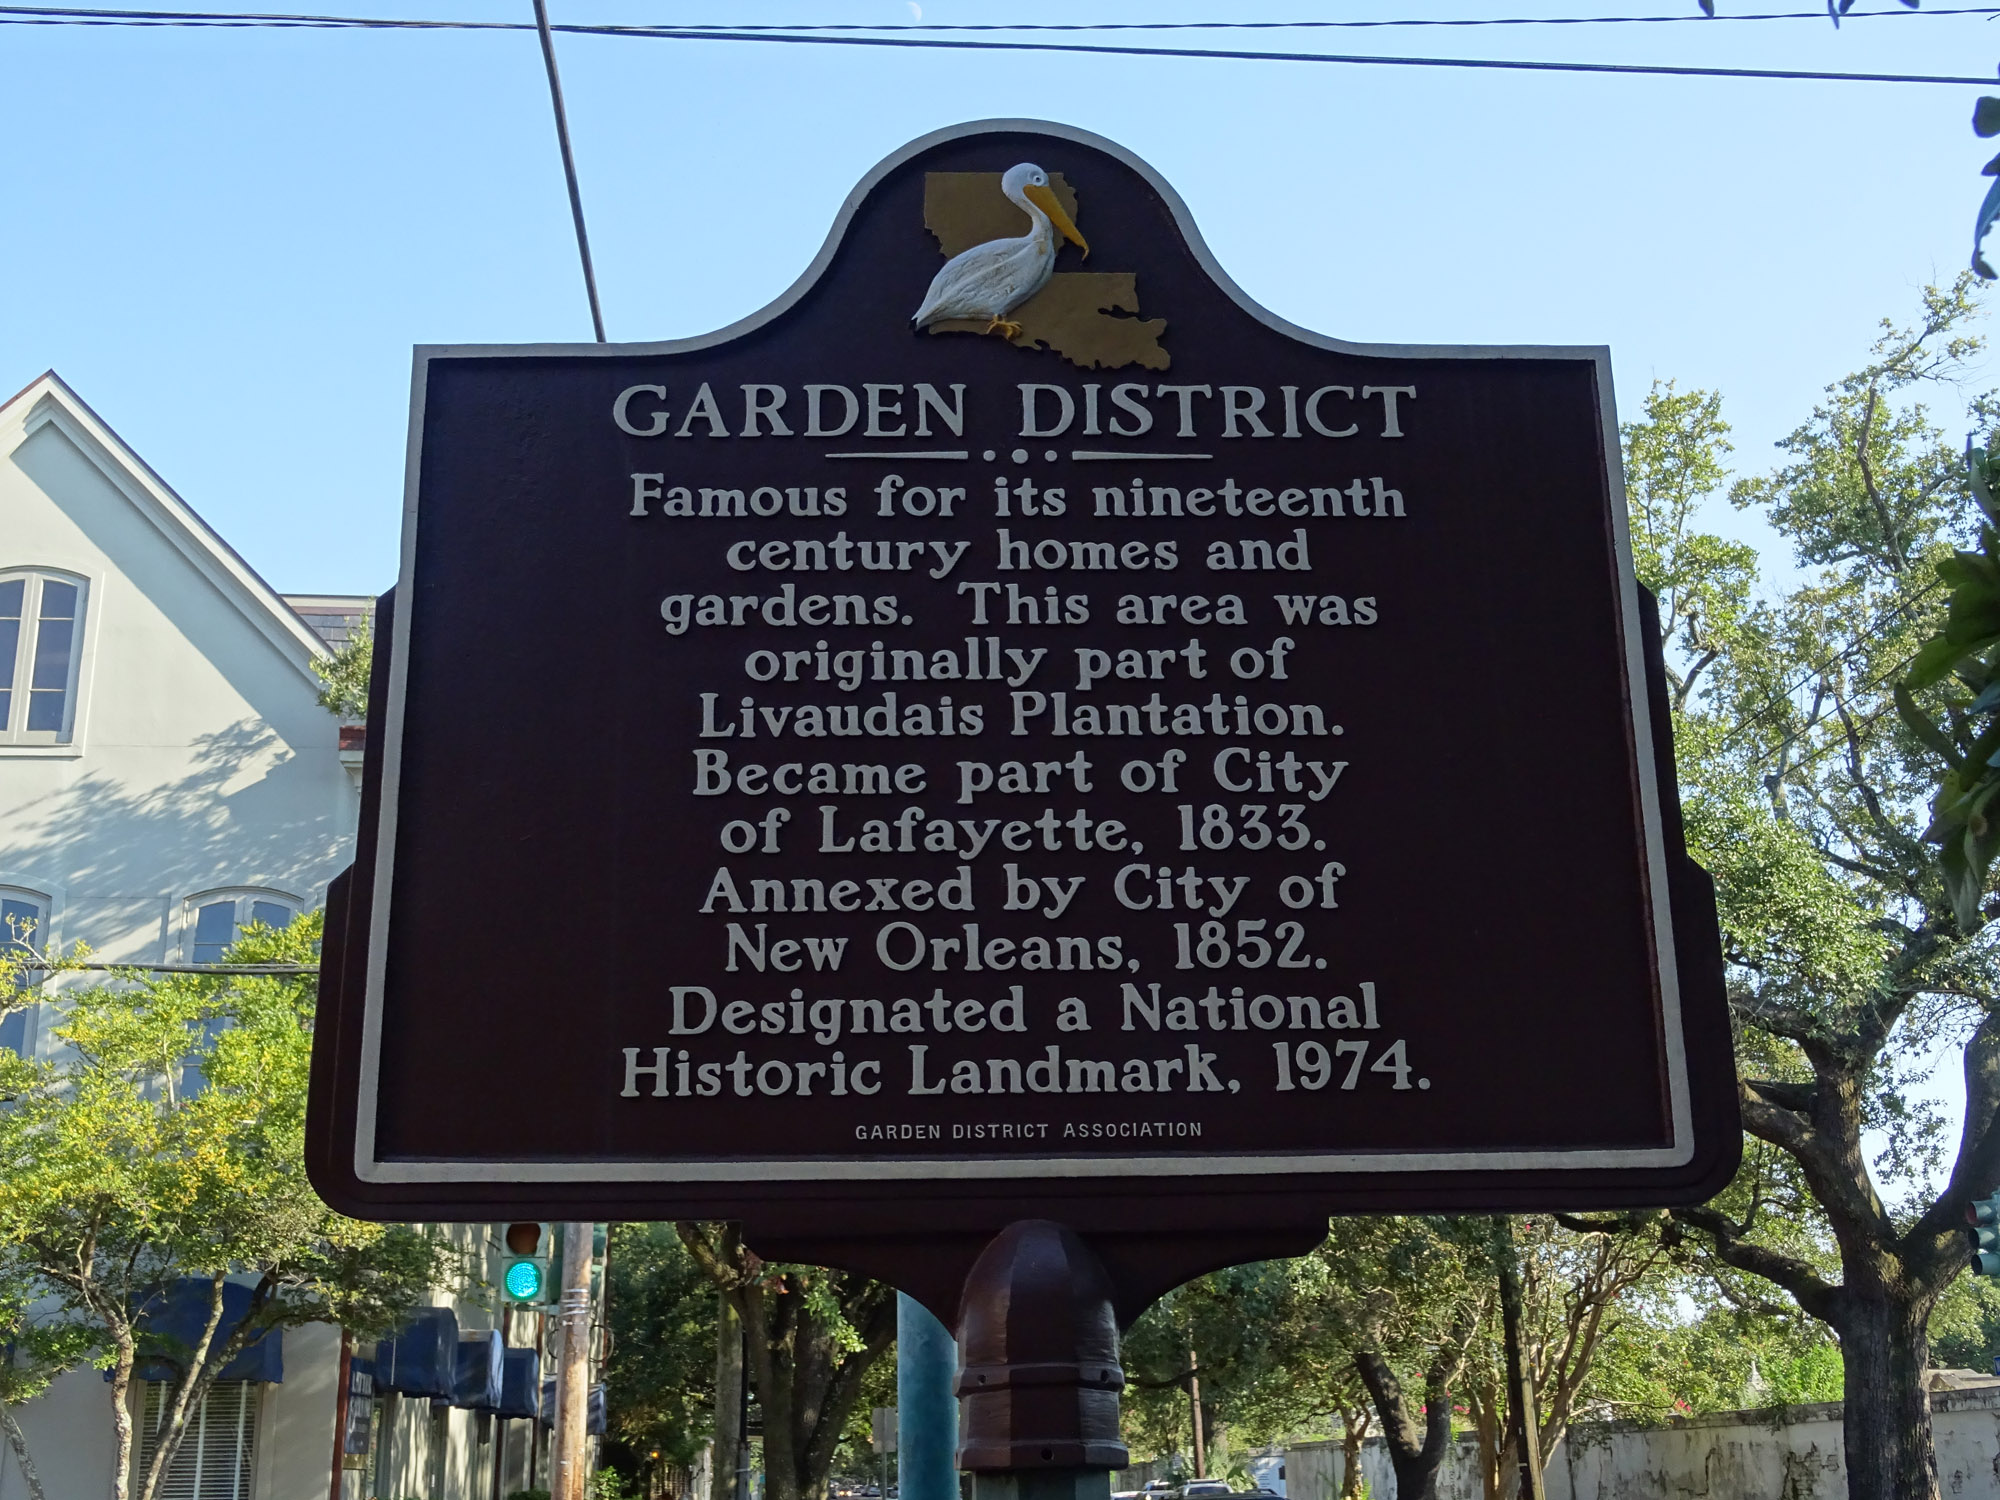 GARDEN DISTRICT
Famous for its nineteenth
century homes and
gardens. This area was
originally part of
Livaudais Plantation.
Became part of City
of Lafayette, 1833.
Annexed by City of
New Orleans, 1852.
Designated a National
Historic Landmark, 1974.
GARDEN DISTRICT ASSOCIATION